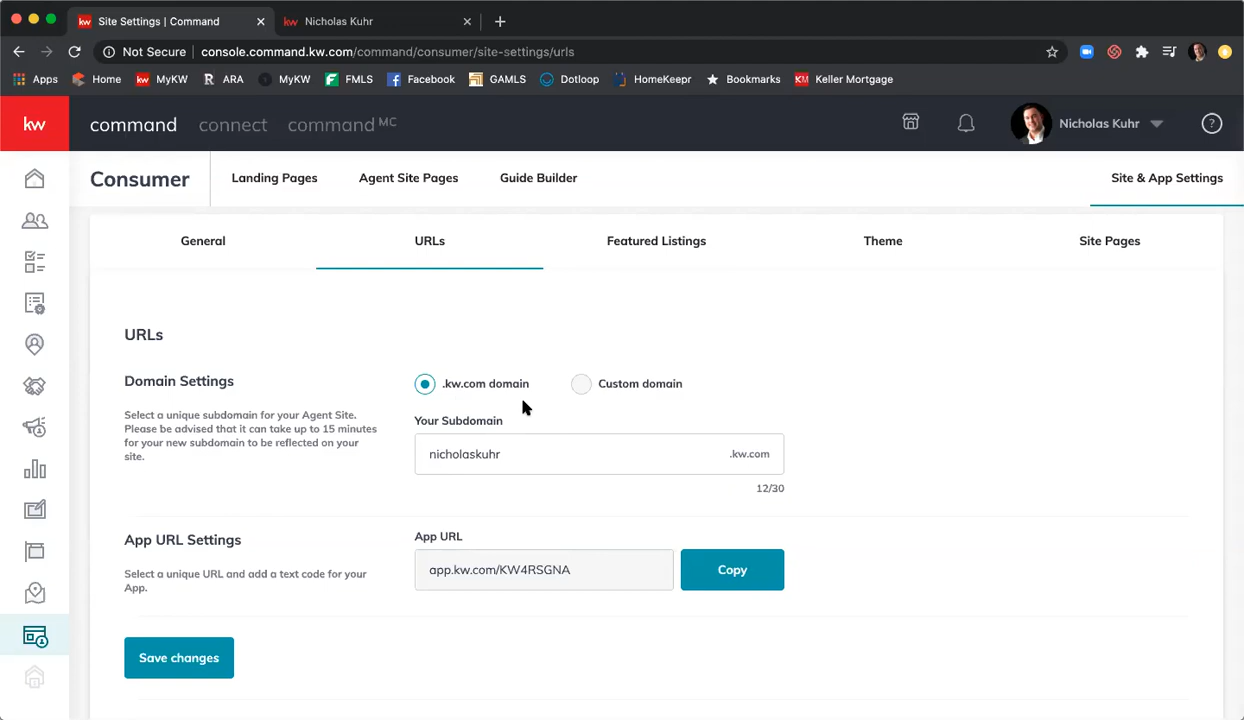 kw Site Settings | Command
kw Nicholas Kuhr
Not Secure | console.command.kw.com/command/consumer/site-settings/urls
Apps Home kw MyKW R ARA MyKW FMLS Facebook GAMLS Dotloop HomeKeepr Bookmarks KM Keller Mortgage
kw command connect command MC Nicholas Kuhr ?
Consumer Landing Pages Agent Site Pages Guide Builder Site & App Settings
General URLs Featured Listings Theme Site Pages
URLs
Domain Settings
Select a unique subdomain for your Agent Site.
Please be advised that it can take up to 15 minutes
for your new subdomain to be reflected on your
site.
.kw.com domain Custom domain
Your Subdomain
nicholaskuhr .kw.com
12/30
App URL Settings
Select a unique URL and add a text code for your
App.
App URL
app.kw.com/KW4RSGNA Copy
Save changes